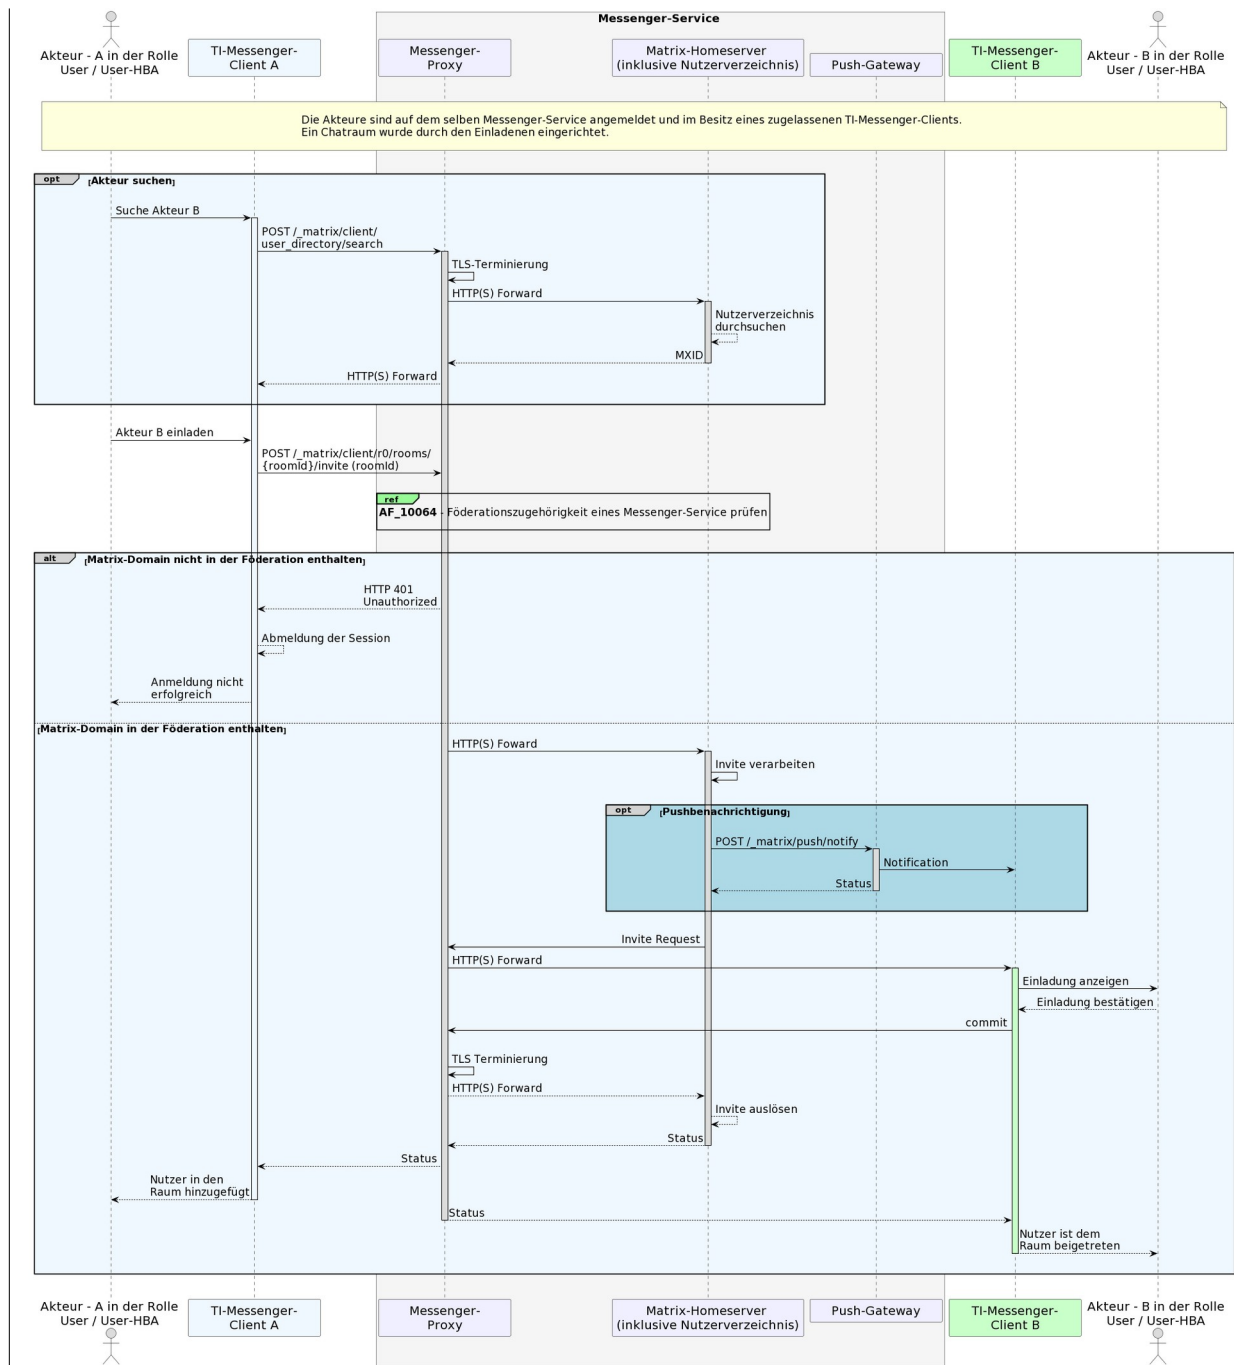 Messenger-Service
Akteur - A in der Rolle
User / User-HBA
TI-Messenger-
Client A
Messenger-
Proxy
Matrix-Homeserver
(inklusive Nutzerverzeichnis)
Push-Gateway
TI-Messenger-
Client B
Akteur - B in der Rolle
User / User-HBA
Die Akteure sind auf dem selben Messenger-Service angemeldet und im Besitz eines zugelassenen TI-Messenger-Clients.
Ein Chatraum wurde durch den Einladenen eingerichtet.
opt [Akteur suchen]
Suche Akteur B
POST /_matrix/client/
user_directory/search
TLS-Terminierung
HTTP(S) Forward
Nutzerverzeichnis
durchsuchen
MXID
HTTP(S) Forward
Akteur B einladen
POST /_matrix/client/r0/rooms/
{roomId}/invite (roomId)
ref
AF_10064 - Föderationszugehörigkeit eines Messenger-Service prüfen
alt [Matrix-Domain nicht in der Föderation enthalten]
HTTP 401
Unauthorized
Abmeldung der Session
Anmeldung nicht
erfolgreich
[Matrix-Domain in der Föderation enthalten]
HTTP(S) Foward
Invite verarbeiten
opt [Pushbenachrichtigung]
POST /_matrix/push/notify
Notification
Status
Invite Request
HTTP(S) Forward
Einladung anzeigen
Einladung bestätigen
commit
TLS Terminierung
HTTP(S) Forward
Invite auslösen
Status
Status
Nutzer in den
Raum hinzugefügt
Status
Nutzer ist dem
Raum beigetreten
Akteur - A in der Rolle
User / User-HBA
TI-Messenger-
Client A
Messenger-
Proxy
Matrix-Homeserver
(inklusive Nutzerverzeichnis)
Push-Gateway
TI-Messenger-
Client B
Akteur - B in der Rolle
User / User-HBA